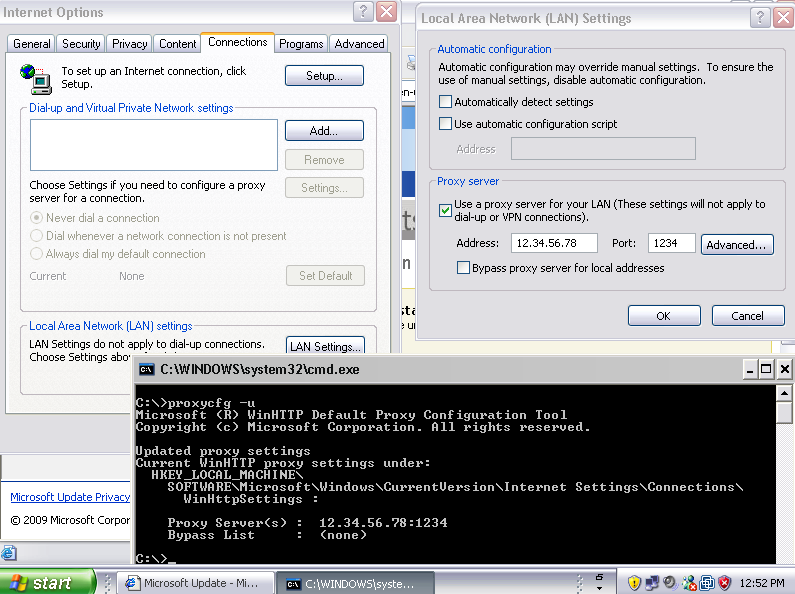 Internet Options
General
Security
Privacy
Content
Connections
Programs
Advanced
To set up an Internet connection, click
Setup.
Setup...
Dial-up and Virtual Private Network settings
Add...
Remove
Choose Settings if you need to configure a proxy
server for a connection.
Settings...
Never dial a connection
Dial whenever a network connection is not present
Always dial my default connection
Current
None
Set Default
Local Area Network (LAN) settings
LAN Settings do not apply to dial-up connections.
Choose Settings
LAN Settings...
Local Area Network (LAN) Settings
Automatic configuration
Automatic configuration may override manual settings. To ensure the
use of manual settings, disable automatic configuration.
Automatically detect settings
Use automatic configuration script
Address
Proxy server
Use a proxy server for your LAN (These settings will not apply to
dial-up or VPN connections).
Address:
12.34.56.78
Port:
1234
Advanced...
Bypass proxy server for local addresses
OK
Cancel
C:\WINDOWS\system32\cmd.exe
C:\>proxycfg -u
Microsoft (R) WinHTTP Default Proxy Configuration Tool
Copyright (c) Microsoft Corporation. All rights reserved.
Updated proxy settings
Current WinHTTP proxy settings under:
HKEY_LOCAL_MACHINE\
SOFTWARE\Microsoft\Windows\CurrentVersion\Internet Settings\Connections\
WinHttpSettings :
Proxy Server(s) : 12.34.56.78:1234
Bypass List : (none)
C:\>_
Microsoft Update Privacy
© 2009 Microsoft Corpor
start
Microsoft Update - Mi...
C:\WINDOWS\syste...
12:52 PM